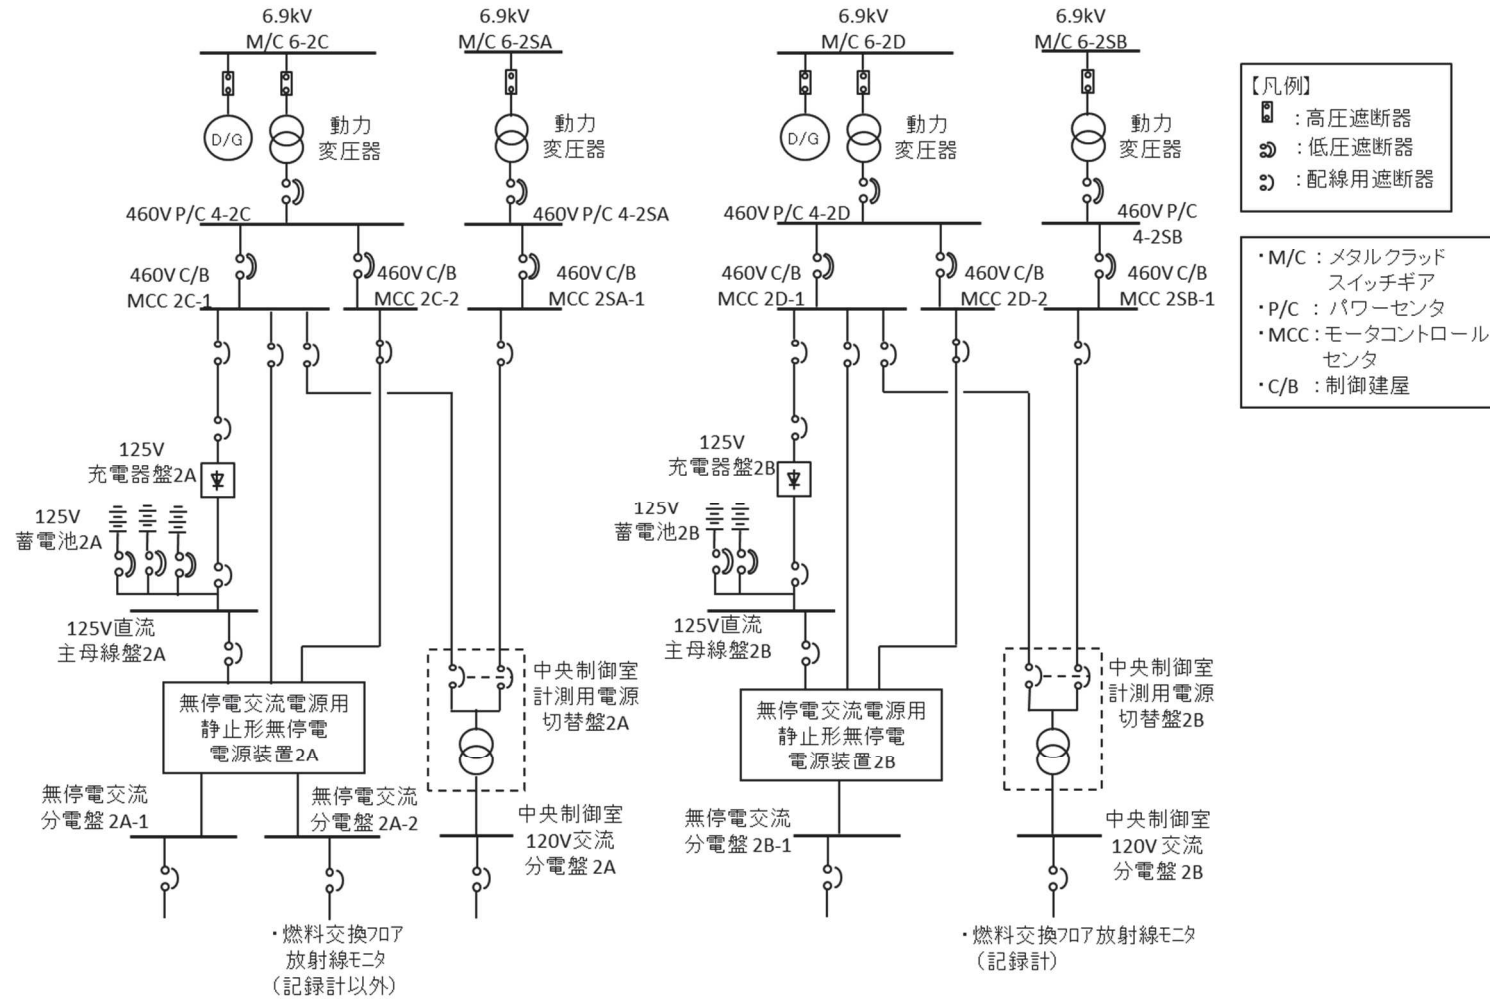 6.9kV
M/C 6-2C
6.9kV
M/C 6-2SA
6.9kV
M/C 6-2D
6.9kV
M/C 6-2SB
D/G
動力
変圧器
動力
変圧器
D/G
動力
変圧器
動力
変圧器
460V P/C 4-2C
460V P/C 4-2SA
460V P/C 4-2D
460V P/C
4-2SB
460V C/B
MCC 2C-1
460V C/B
MCC 2C-2
460V C/B
MCC 2SA-1
460V C/B
MCC 2D-1
460V C/B
MCC 2D-2
460V C/B
MCC 2SB-1
125V
充電器盤2A
125V
蓄電池2A
125V直流
主母線盤2A
125V
充電器盤2B
125V
蓄電池2B
125V直流
主母線盤2B
無停電交流電源用
静止形無停電
電源装置2A
中央制御室
計測用電源
切替盤2A
無停電交流電源用
静止形無停電
電源装置2B
中央制御室
計測用電源
切替盤2B
無停電交流
分電盤 2A-1
無停電交流
分電盤 2A-2
中央制御室
120V交流
分電盤 2A
無停電交流
分電盤 2B-1
中央制御室
120V 交流
分電盤 2B
・燃料交換フロア
放射線モニタ
(記録計以外)
・燃料交換フロア放射線モニタ
(記録計)
【凡例】
:高圧遮断器
:低圧遮断器
:配線用遮断器
・M/C :メタルクラッド
スイッチギア
・P/C :パワーセンタ
・MCC:モータコントロール
センタ
・C/B :制御建屋